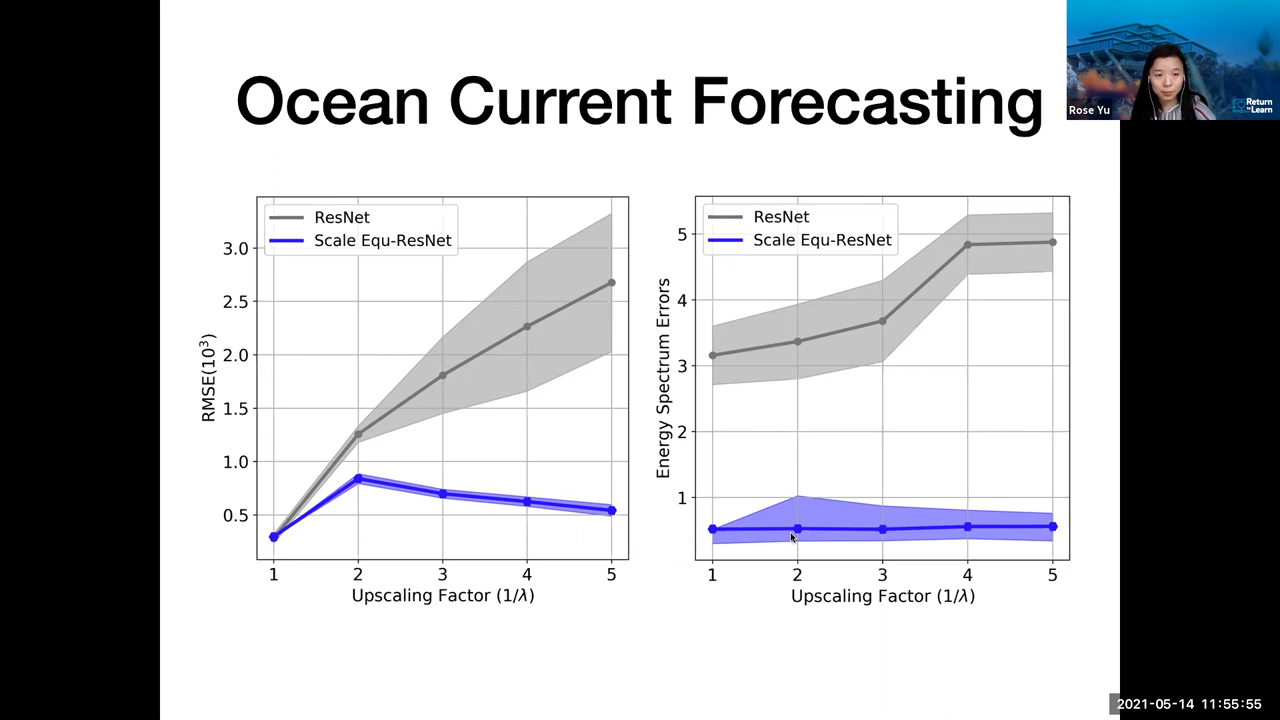 Ocean Current Forecasting
Rose Yu
Return to Learn
ResNet
Scale Equ-ResNet
3.0
2.5
2.0
1.5
1.0
0.5
RMSE(10³)
1 2 3 4 5
Upscaling Factor (1/λ)
ResNet
Scale Equ-ResNet
5
4
3
2
1
Energy Spectrum Errors
1 2 3 4 5
Upscaling Factor (1/λ)
2021-05-14 11:55:55